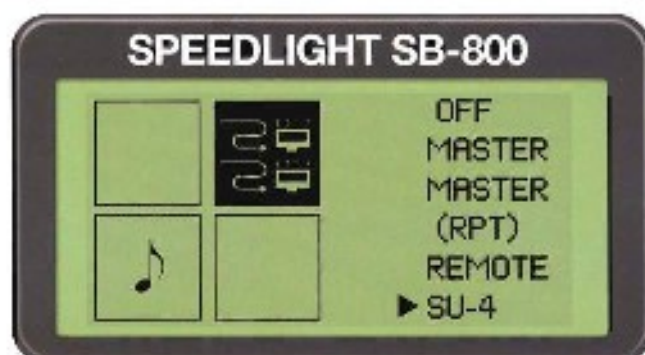 SPEEDLIGHT SB-800
OFF
MASTER
MASTER
(RPT)
REMOTE
▶ SU-4